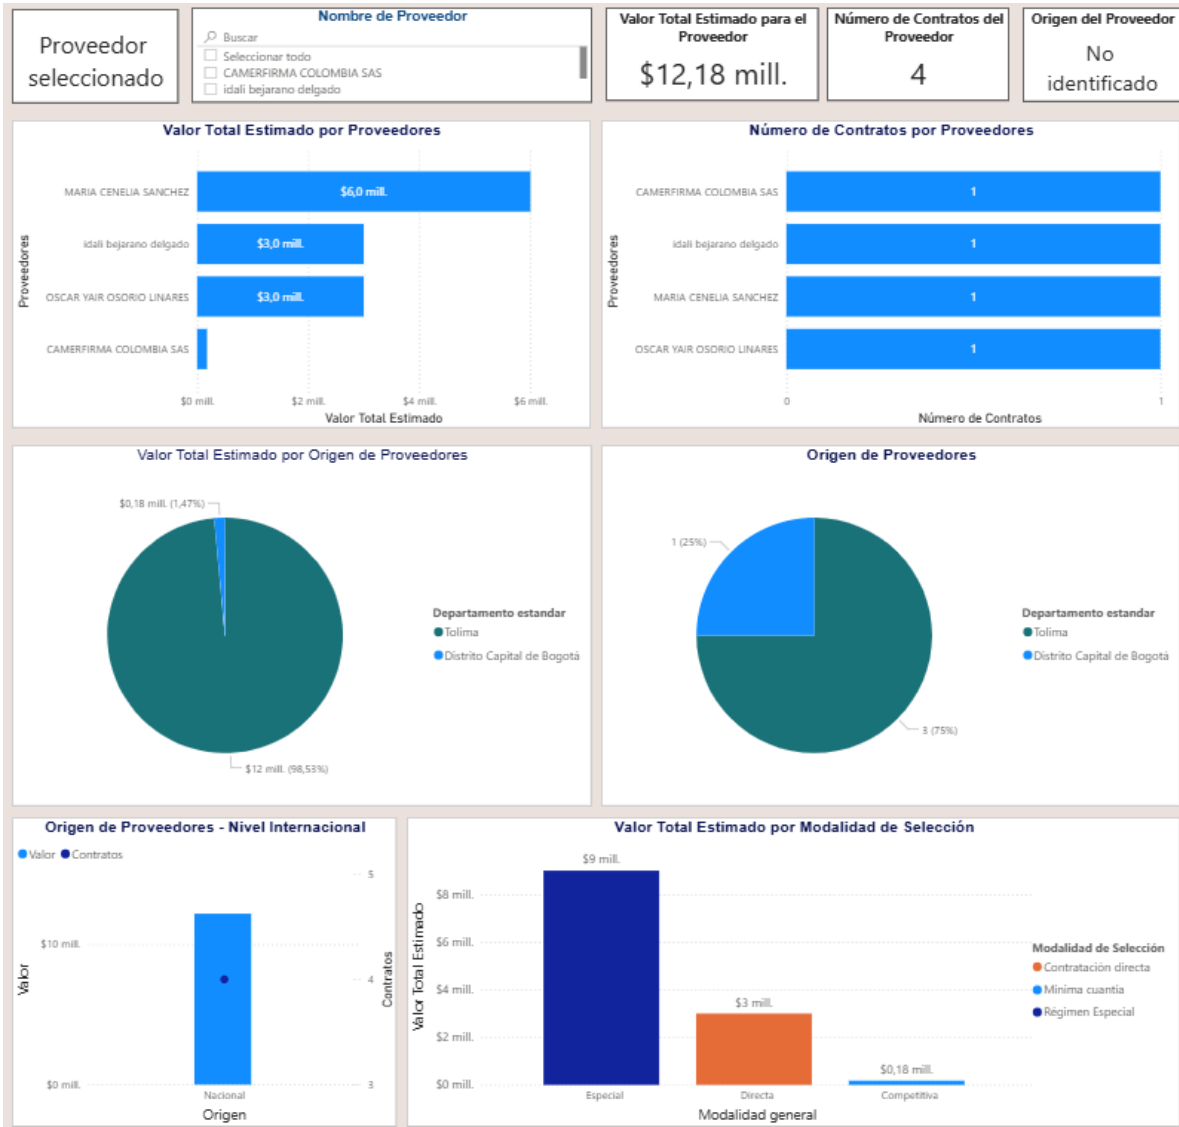 Proveedor
seleccionado
Nombre de Proveedor
Buscar
Seleccionar todo
CAMERFIRMA COLOMBIA SAS
idali bejarano delgado
Valor Total Estimado para el
Proveedor
$12,18 mill.
Número de Contratos del
Proveedor
4
Origen del Proveedor
No
identificado
Valor Total Estimado por Proveedores
Proveedores
MARIA CENELIA SANCHEZ
$6,0 mill.
idali bejarano delgado
$3,0 mill.
OSCAR YAIR OSORIO LINARES
$3,0 mill.
CAMERFIRMA COLOMBIA SAS
$0 mill.
$2 mill.
$4 mill.
$6 mill.
Valor Total Estimado
Número de Contratos por Proveedores
Proveedores
CAMERFIRMA COLOMBIA SAS
1
idali bejarano delgado
1
MARIA CENELIA SANCHEZ
1
OSCAR YAIR OSORIO LINARES
1
0
1
Número de Contratos
Valor Total Estimado por Origen de Proveedores
$0,18 mill. (1,47%)
$12 mill. (98,53%)
Departamento estandar
Tolima
Distrito Capital de Bogotá
Origen de Proveedores
1 (25%)
3 (75%)
Departamento estandar
Tolima
Distrito Capital de Bogotá
Origen de Proveedores - Nivel Internacional
Valor
Contratos
Valor
$10 mill.
$0 mill.
5
4
3
Contratos
Nacional
Origen
Valor Total Estimado por Modalidad de Selección
Valor Total Estimado
$8 mill.
$6 mill.
$4 mill.
$2 mill.
$0 mill.
$9 mill.
$3 mill.
$0,18 mill.
Especial
Directa
Competitiva
Modalidad general
Modalidad de Selección
Contratación directa
Mínima cuantía
Régimen Especial